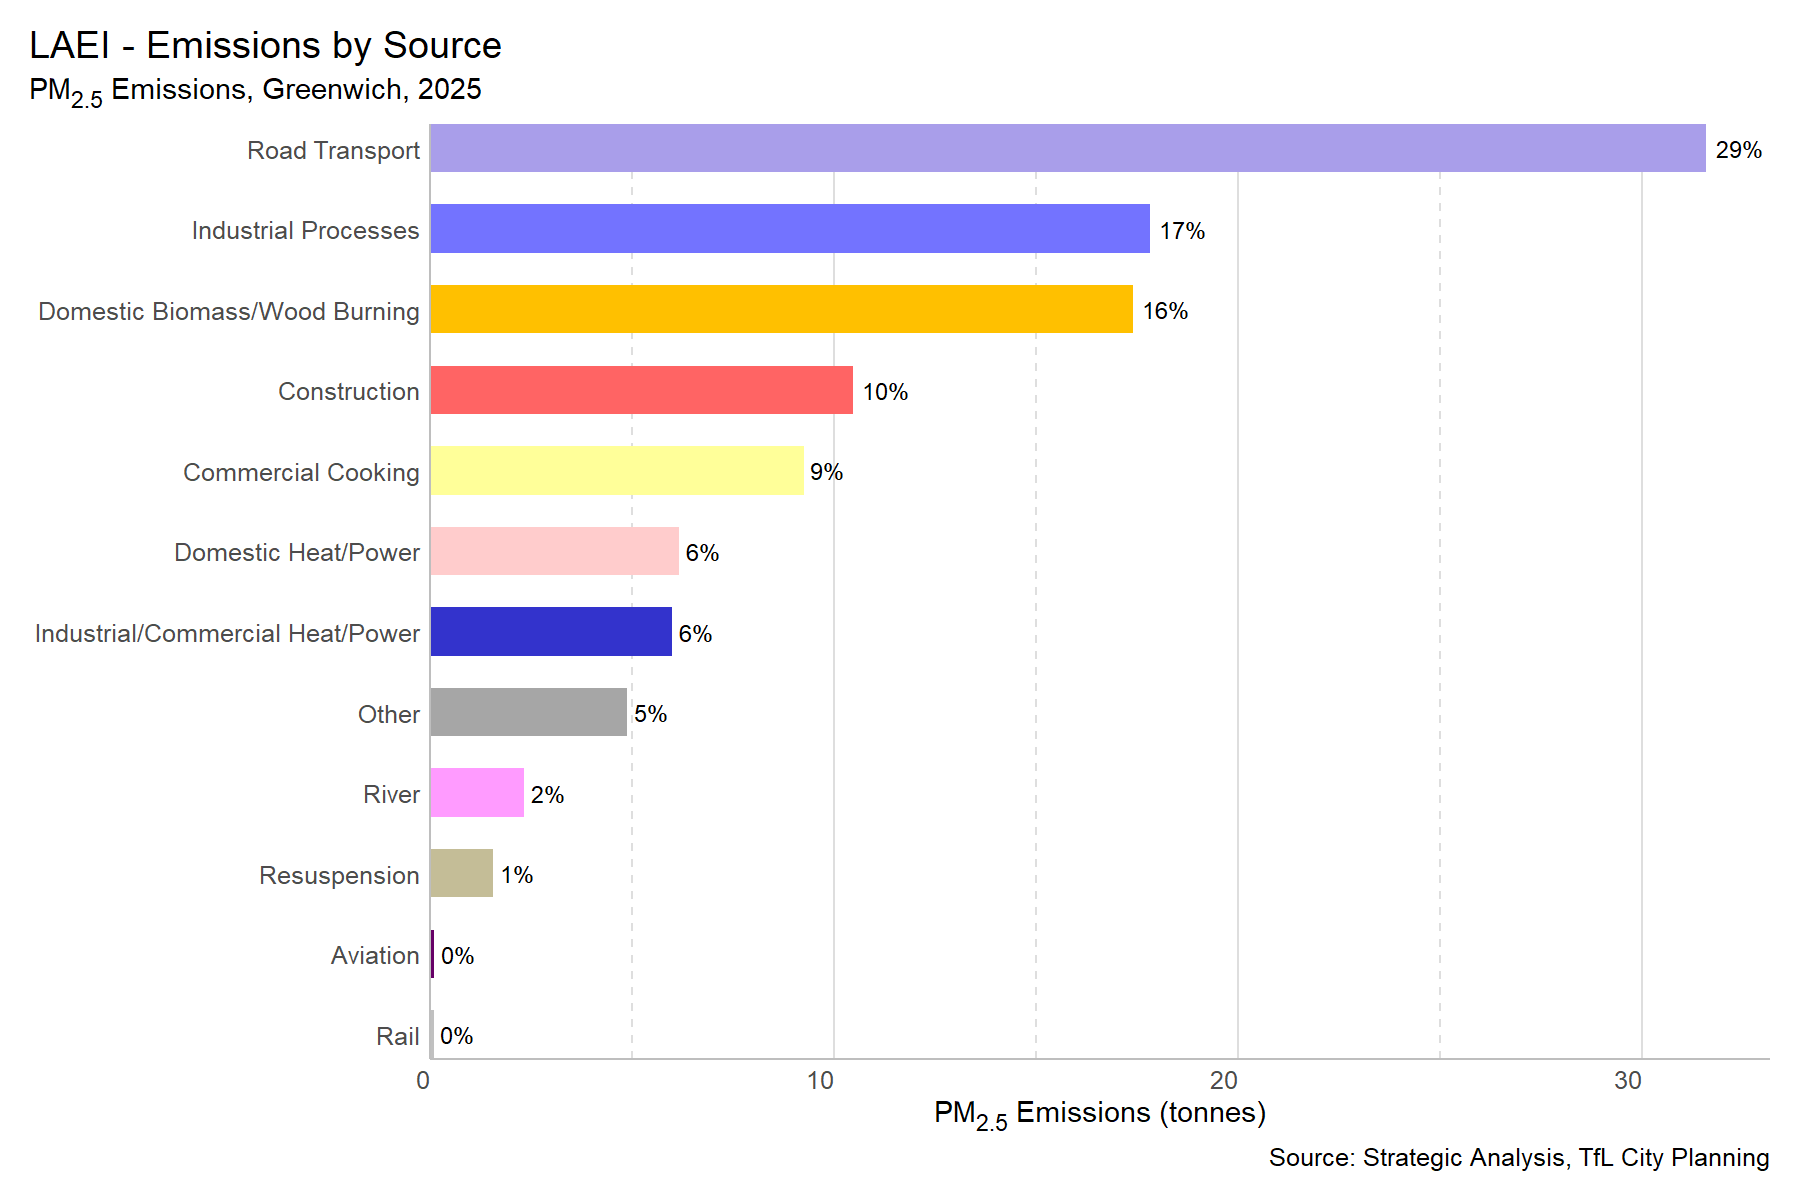 LAEI - Emissions by Source
PM2.5 Emissions, Greenwich, 2025
Road Transport 29%
Industrial Processes 17%
Domestic Biomass/Wood Burning 16%
Construction 10%
Commercial Cooking 9%
Domestic Heat/Power 6%
Industrial/Commercial Heat/Power 6%
Other 5%
River 2%
Resuspension 1%
Aviation 0%
Rail 0%
0 10 20 30
PM2.5 Emissions (tonnes)
Source: Strategic Analysis, TfL City Planning